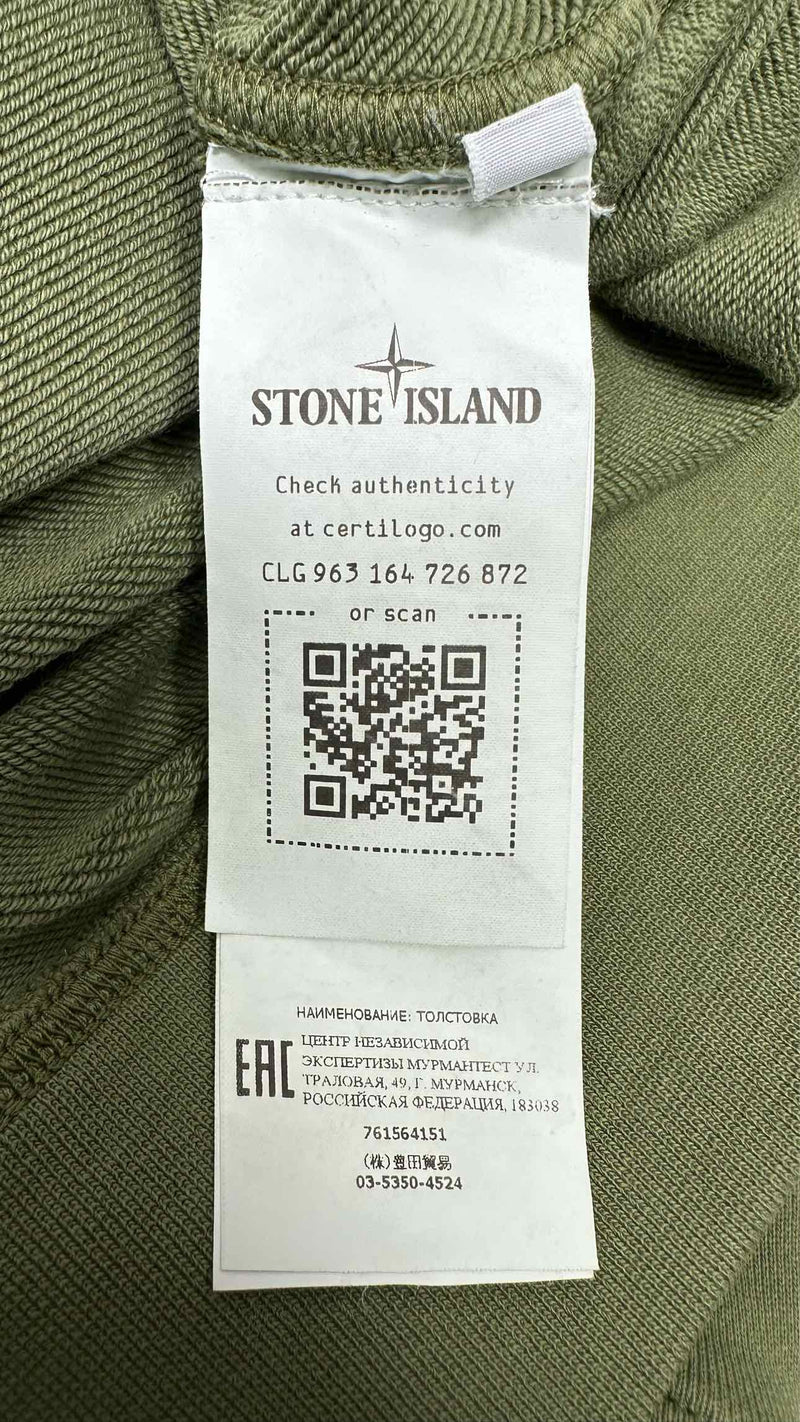 STONE ISLAND
Check authenticity
at certilogo.com
CLG 963 164 726 872
or scan
НАИМЕНОВАНИЕ: ТОЛСТОВКА
EAC
ЦЕНТР НЕЗАВИСИМОЙ
ЭКСПЕРТИЗЫ МУРМАНТЕСТ УЛ.
ТРАЛОВАЯ, 49, Г. МУРМАНСК,
РОССИЙСКАЯ ФЕДЕРАЦИЯ, 183038
761564151
(株)豊田貿易
03-5350-4524